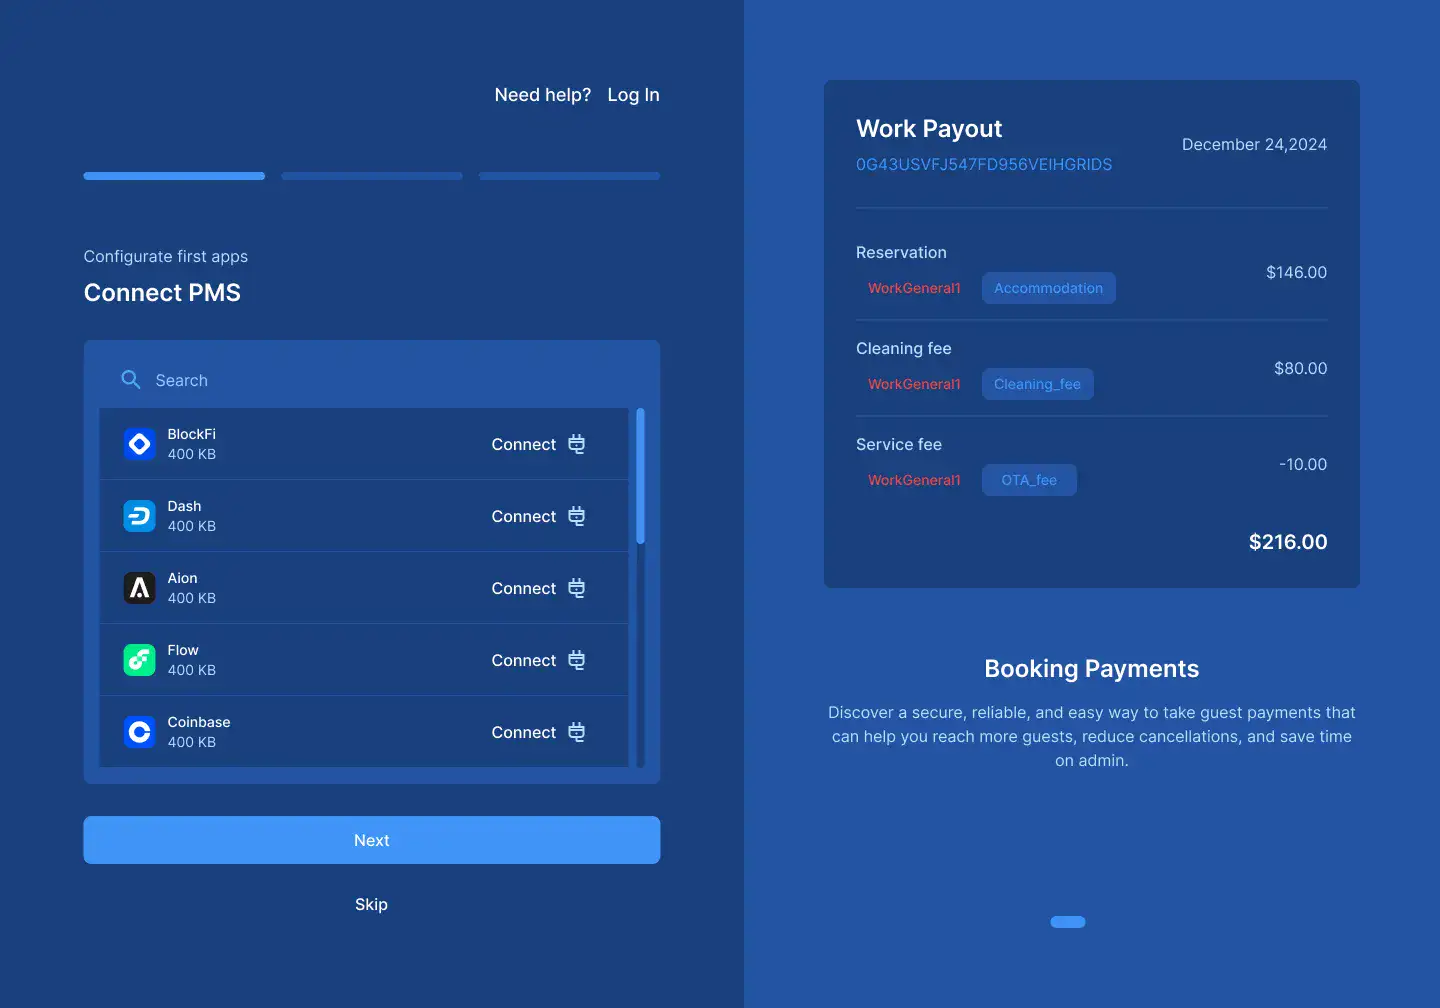 Need help? Log In
Configurate first apps
Connect PMS
Search
BlockFi
400 KB
Connect
Dash
400 KB
Connect
Aion
400 KB
Connect
Flow
400 KB
Connect
Coinbase
400 KB
Connect
Next
Skip
Work Payout
0G43USVFJ547FD956VEIHGRIDS
December 24,2024
Reservation
WorkGeneral1 Accommodation
$146.00
Cleaning fee
WorkGeneral1 Cleaning_fee
$80.00
Service fee
WorkGeneral1 OTA_fee
-10.00
$216.00
Booking Payments
Discover a secure, reliable, and easy way to take guest payments that
can help you reach more guests, reduce cancellations, and save time
on admin.